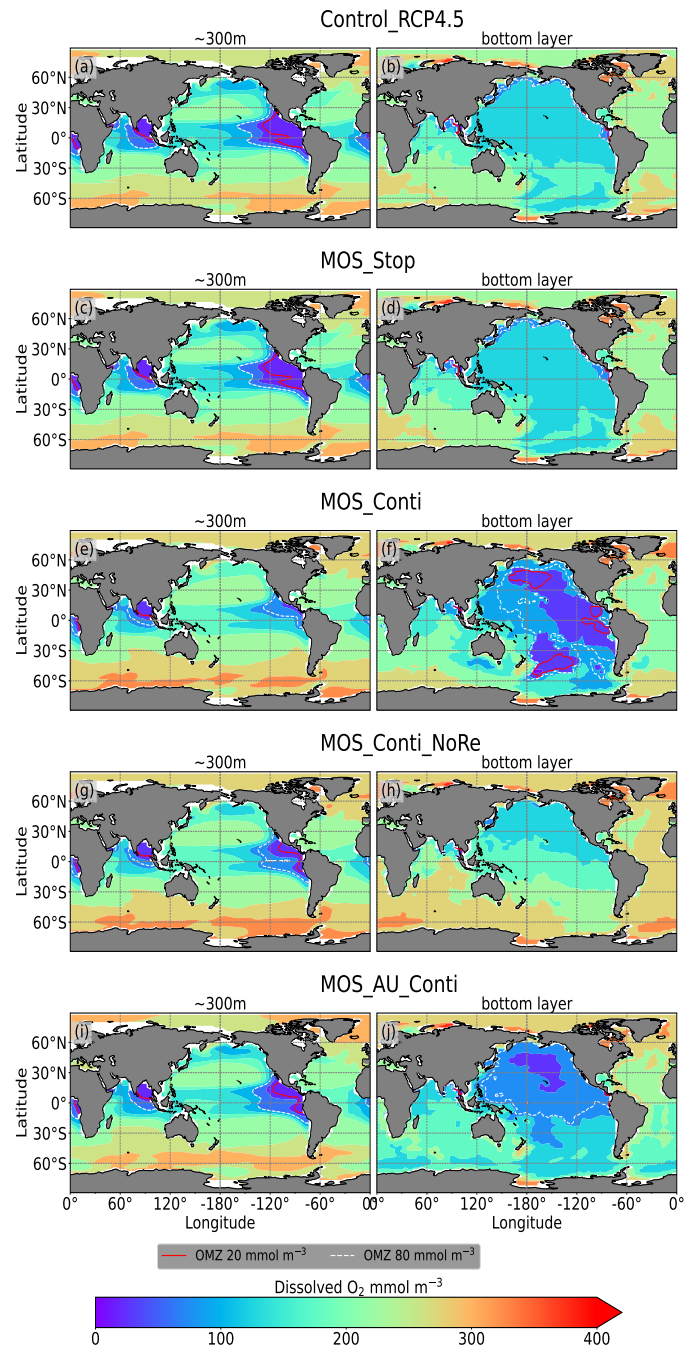 Control_RCP4.5
~300m bottom layer
(a) (b)
60°N
30°N
0°
30°S
60°S
Latitude
MOS_Stop
~300m bottom layer
(c) (d)
60°N
30°N
0°
30°S
60°S
Latitude
MOS_Conti
~300m bottom layer
(e) (f)
60°N
30°N
0°
30°S
60°S
Latitude
MOS_Conti_NoRe
~300m bottom layer
(g) (h)
60°N
30°N
0°
30°S
60°S
Latitude
MOS_AU_Conti
~300m bottom layer
(i) (j)
60°N
30°N
0°
30°S
60°S
Latitude
0° 60° 120° 180° -120° -60° 0° 60° 120° 180° -120° -60° 0°
Longitude Longitude
OMZ 20 mmol m⁻³ OMZ 80 mmol m⁻³
Dissolved O₂ mmol m⁻³
0 100 200 300 400